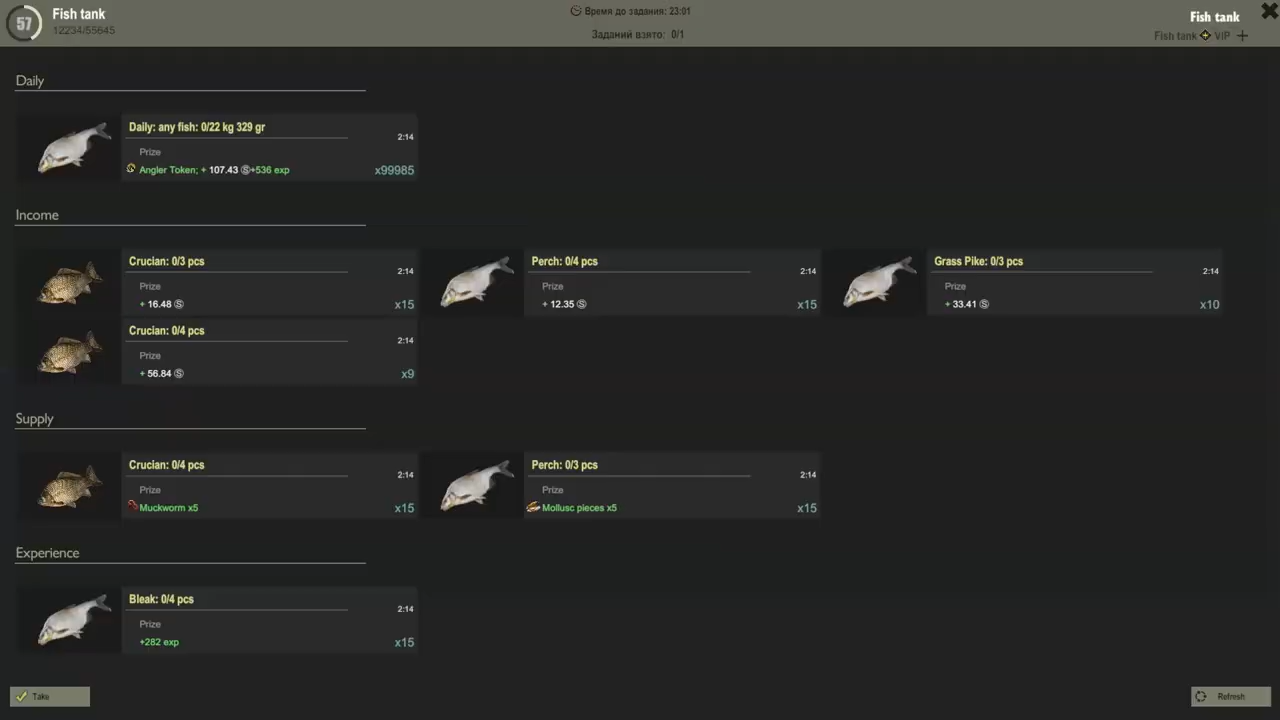 57
Fish tank
12234/55645
Время до задания: 23:01
Заданий взято: 0/1
Fish tank
Fish tank VIP
Daily
Daily: any fish: 0/22 kg 329 gr
2:14
Prize
Angler Token; + 107.43 Ⓢ+536 exp
x99985
Income
Crucian: 0/3 pcs
2:14
Prize
+ 16.48 Ⓢ
x15
Perch: 0/4 pcs
2:14
Prize
+ 12.35 Ⓢ
x15
Grass Pike: 0/3 pcs
2:14
Prize
+ 33.41 Ⓢ
x10
Crucian: 0/4 pcs
2:14
Prize
+ 56.84 Ⓢ
x9
Supply
Crucian: 0/4 pcs
2:14
Prize
Muckworm x5
x15
Perch: 0/3 pcs
2:14
Prize
Mollusc pieces x5
x15
Experience
Bleak: 0/4 pcs
2:14
Prize
+282 exp
x15
Take
Refresh